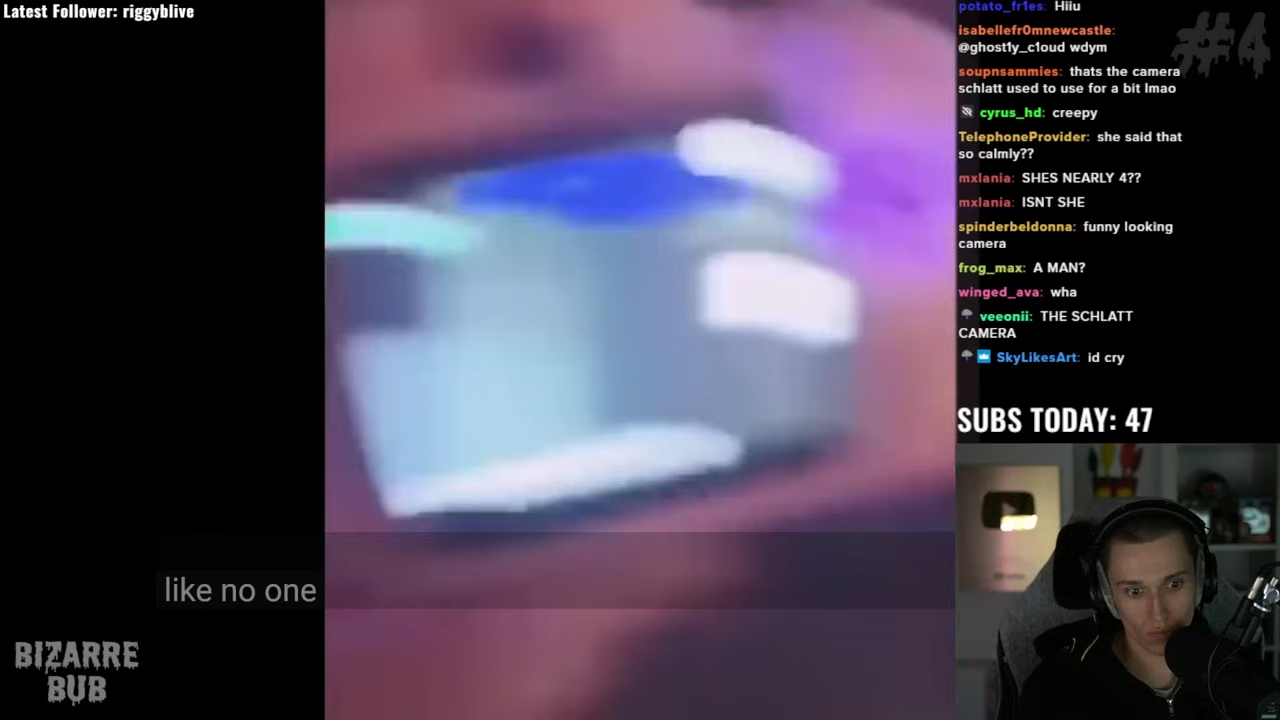 Latest Follower: riggyblive
#4
potato_fr1es: Hiiu
isabellefr0mnewcastle:
@ghost1y_c1oud wdym
soupnsammies: thats the camera
schlatt used to use for a bit lmao
cyrus_hd: creepy
TelephoneProvider: she said that
so calmly??
mxlania: SHES NEARLY 4??
mxlania: ISNT SHE
spinderbeldonna: funny looking
camera
frog_max: A MAN?
winged_ava: wha
veeonii: THE SCHLATT
CAMERA
SkyLikesArt: id cry
SUBS TODAY: 47
like no one
BIZARRE
BUB